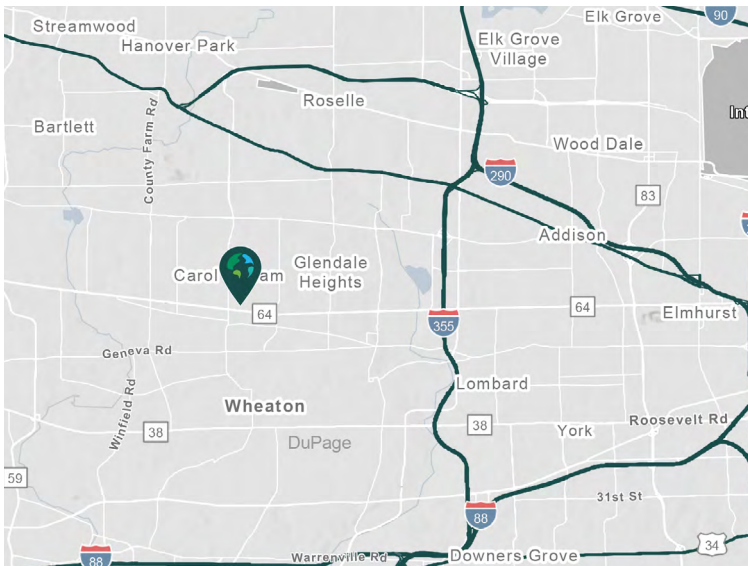 Streamwood
Hanover Park
Elk Grove
90
Elk Grove
Village
Roselle
Bartlett
County Farm Rd
Wood Dale
290
83
Addison
Glendale
Heights
Carol
am
64
64
355
Elmhurst
Geneva Rd
Winfield Rd
Lombard
Wheaton
38
38
York
Roosevelt Rd
DuPage
59
31st St
88
88
Warrenville Rd
Downers Grove
34